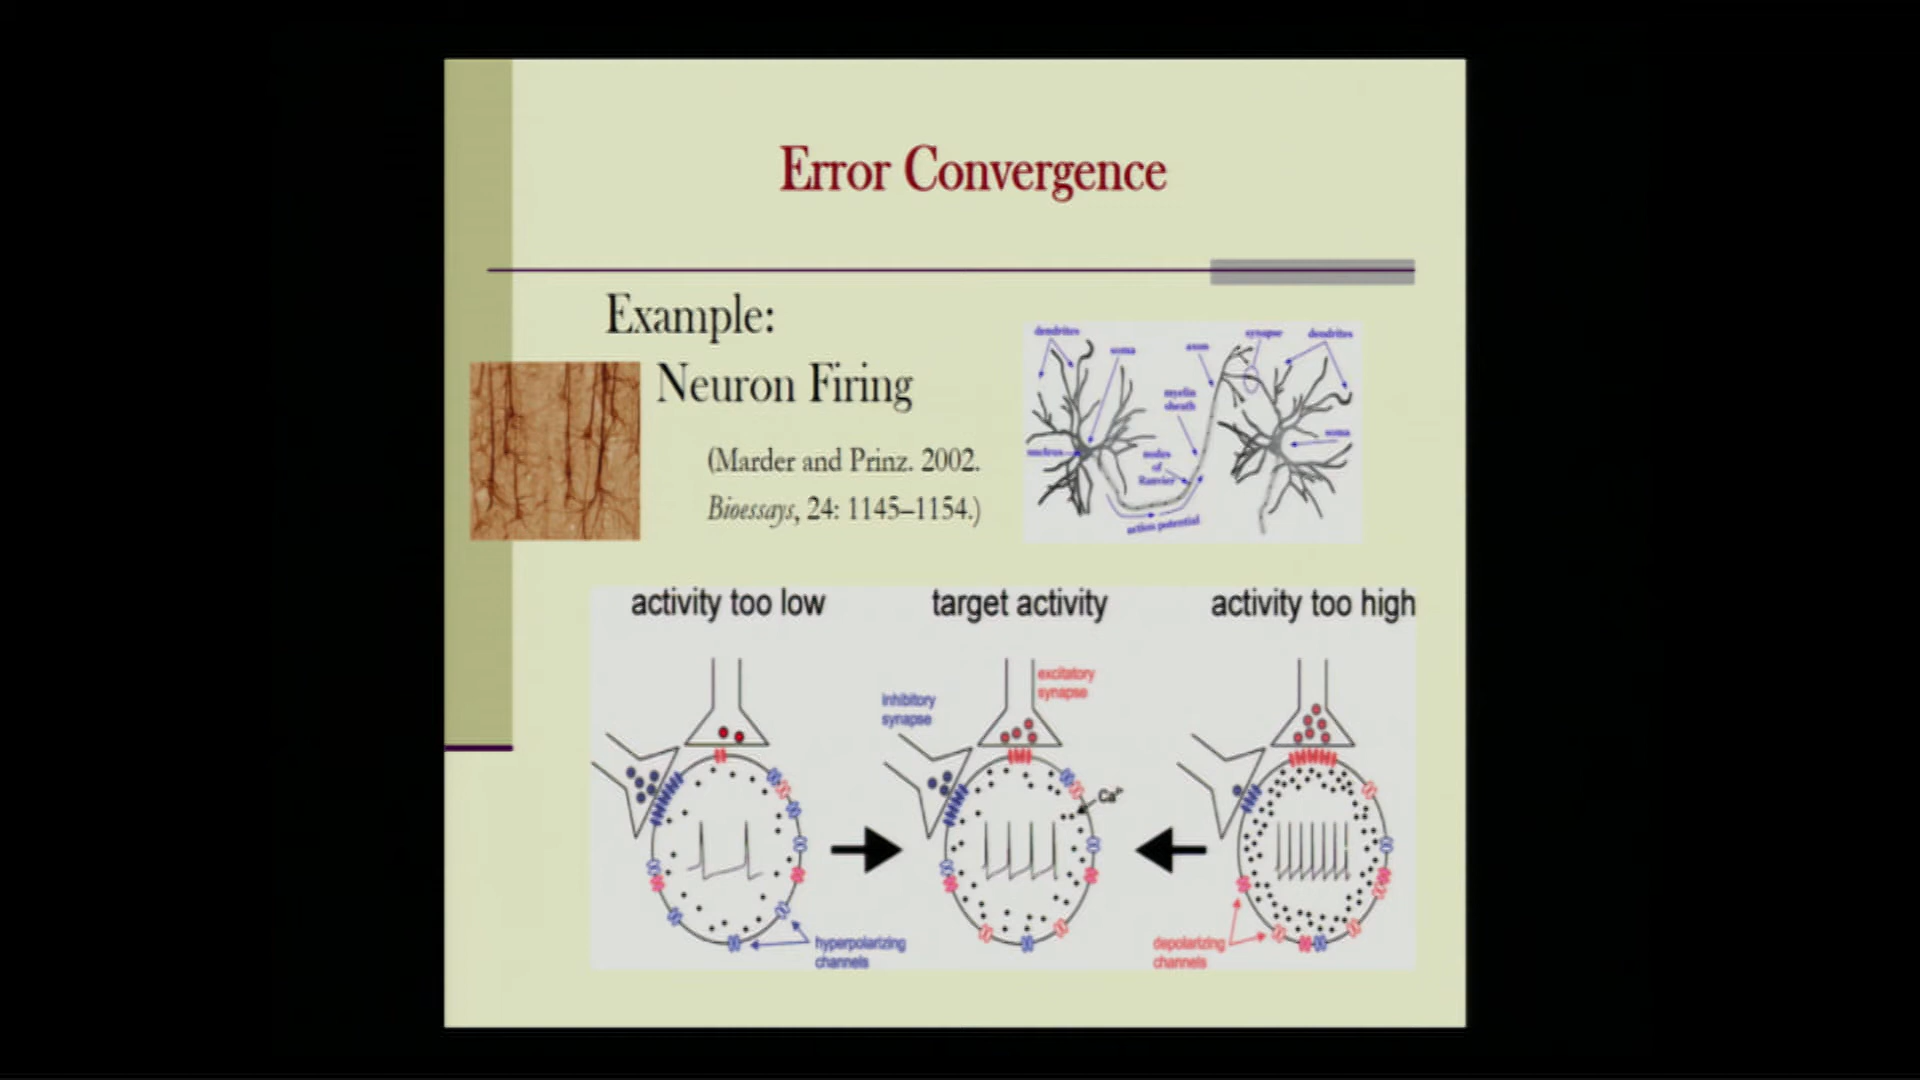 Error Convergence
Example:
Neuron Firing
(Marder and Prinz. 2002.
Bioessays, 24: 1145–1154.)
dendrites
soma
axon
synapse
dendrites
myelin
sheath
soma
nucleus
nodes
of
Ranvier
action potential
activity too low
target activity
activity too high
inhibitory
synapse
excitatory
synapse
Ca²⁺
hyperpolarizing
channels
depolarizing
channels